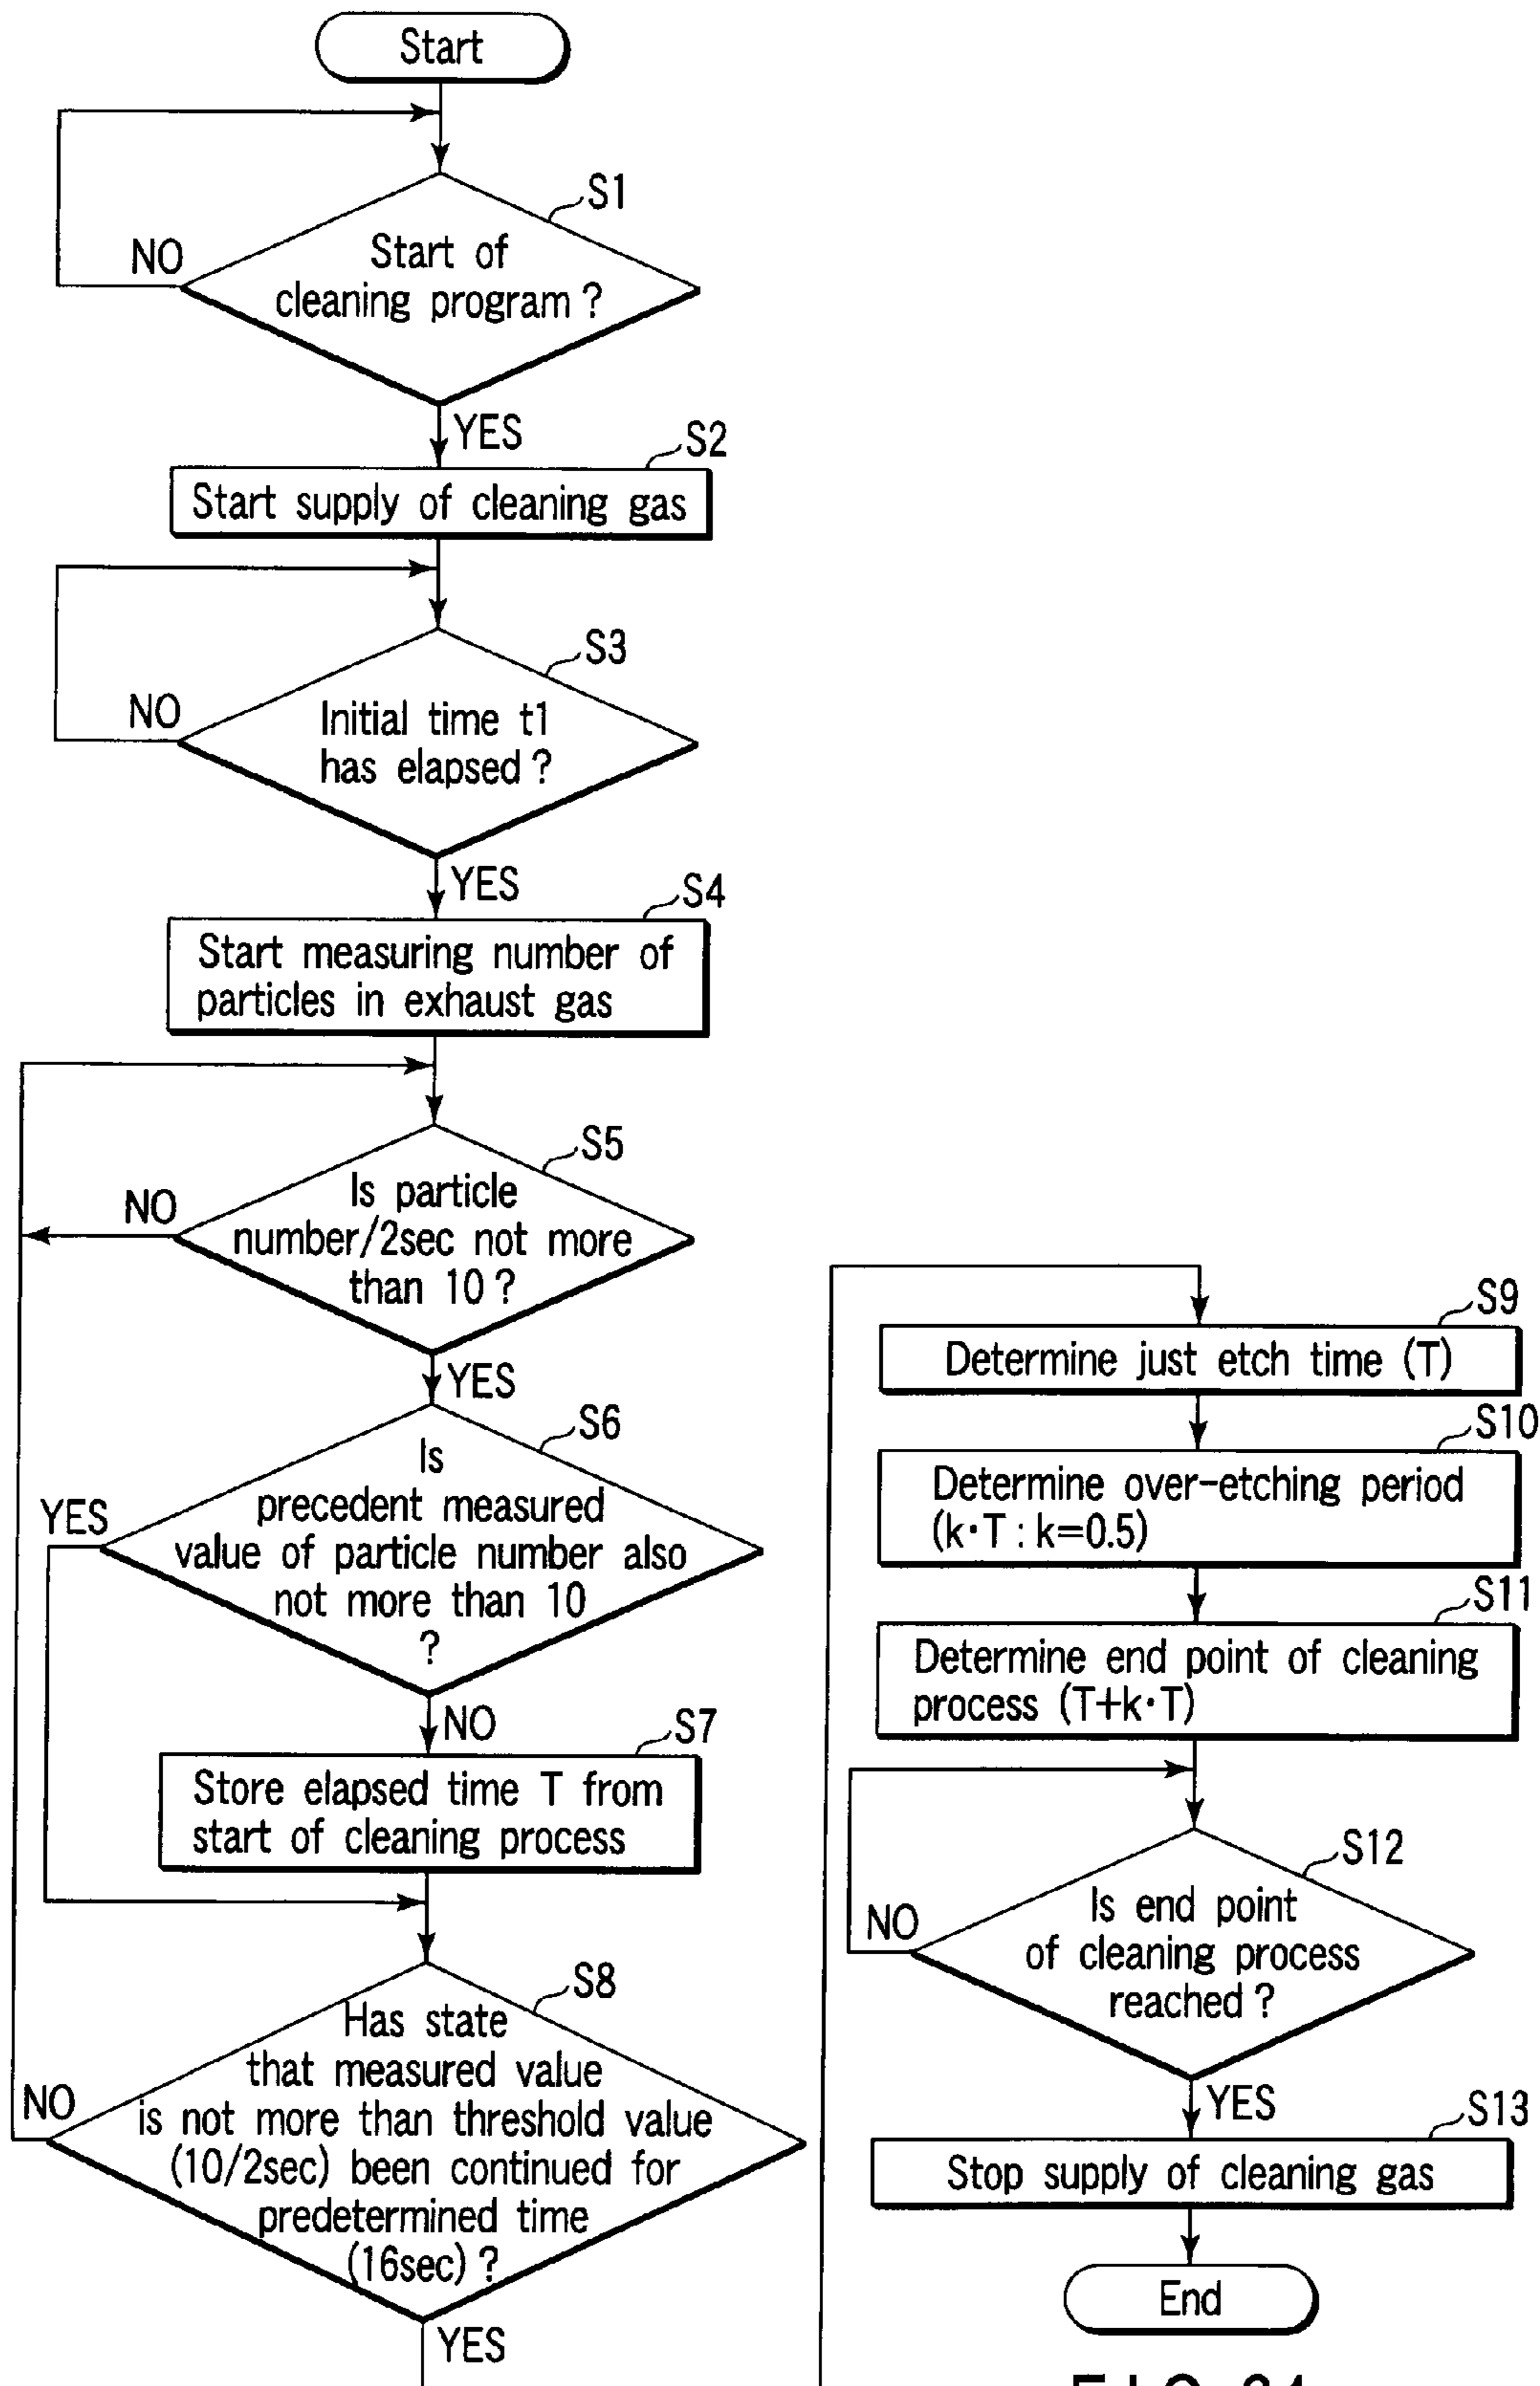 Start
S1
NO
Start of
cleaning program ?
YES
S2
Start supply of cleaning gas
S3
NO
Initial time t1
has elapsed ?
YES
S4
Start measuring number of
particles in exhaust gas
S5
NO
Is particle
number/2sec not more
than 10 ?
YES
S6
YES
Is
precedent measured
value of particle number also
not more than 10
?
NO
S7
Store elapsed time T from
start of cleaning process
S8
NO
Has state
that measured value
is not more than threshold value
(10/2sec) been continued for
predetermined time
(16sec) ?
YES
S9
Determine just etch time (T)
S10
Determine over-etching period
(k·T : k=0.5)
S11
Determine end point of cleaning
process (T+k·T)
S12
NO
Is end point
of cleaning process
reached ?
YES
S13
Stop supply of cleaning gas
End